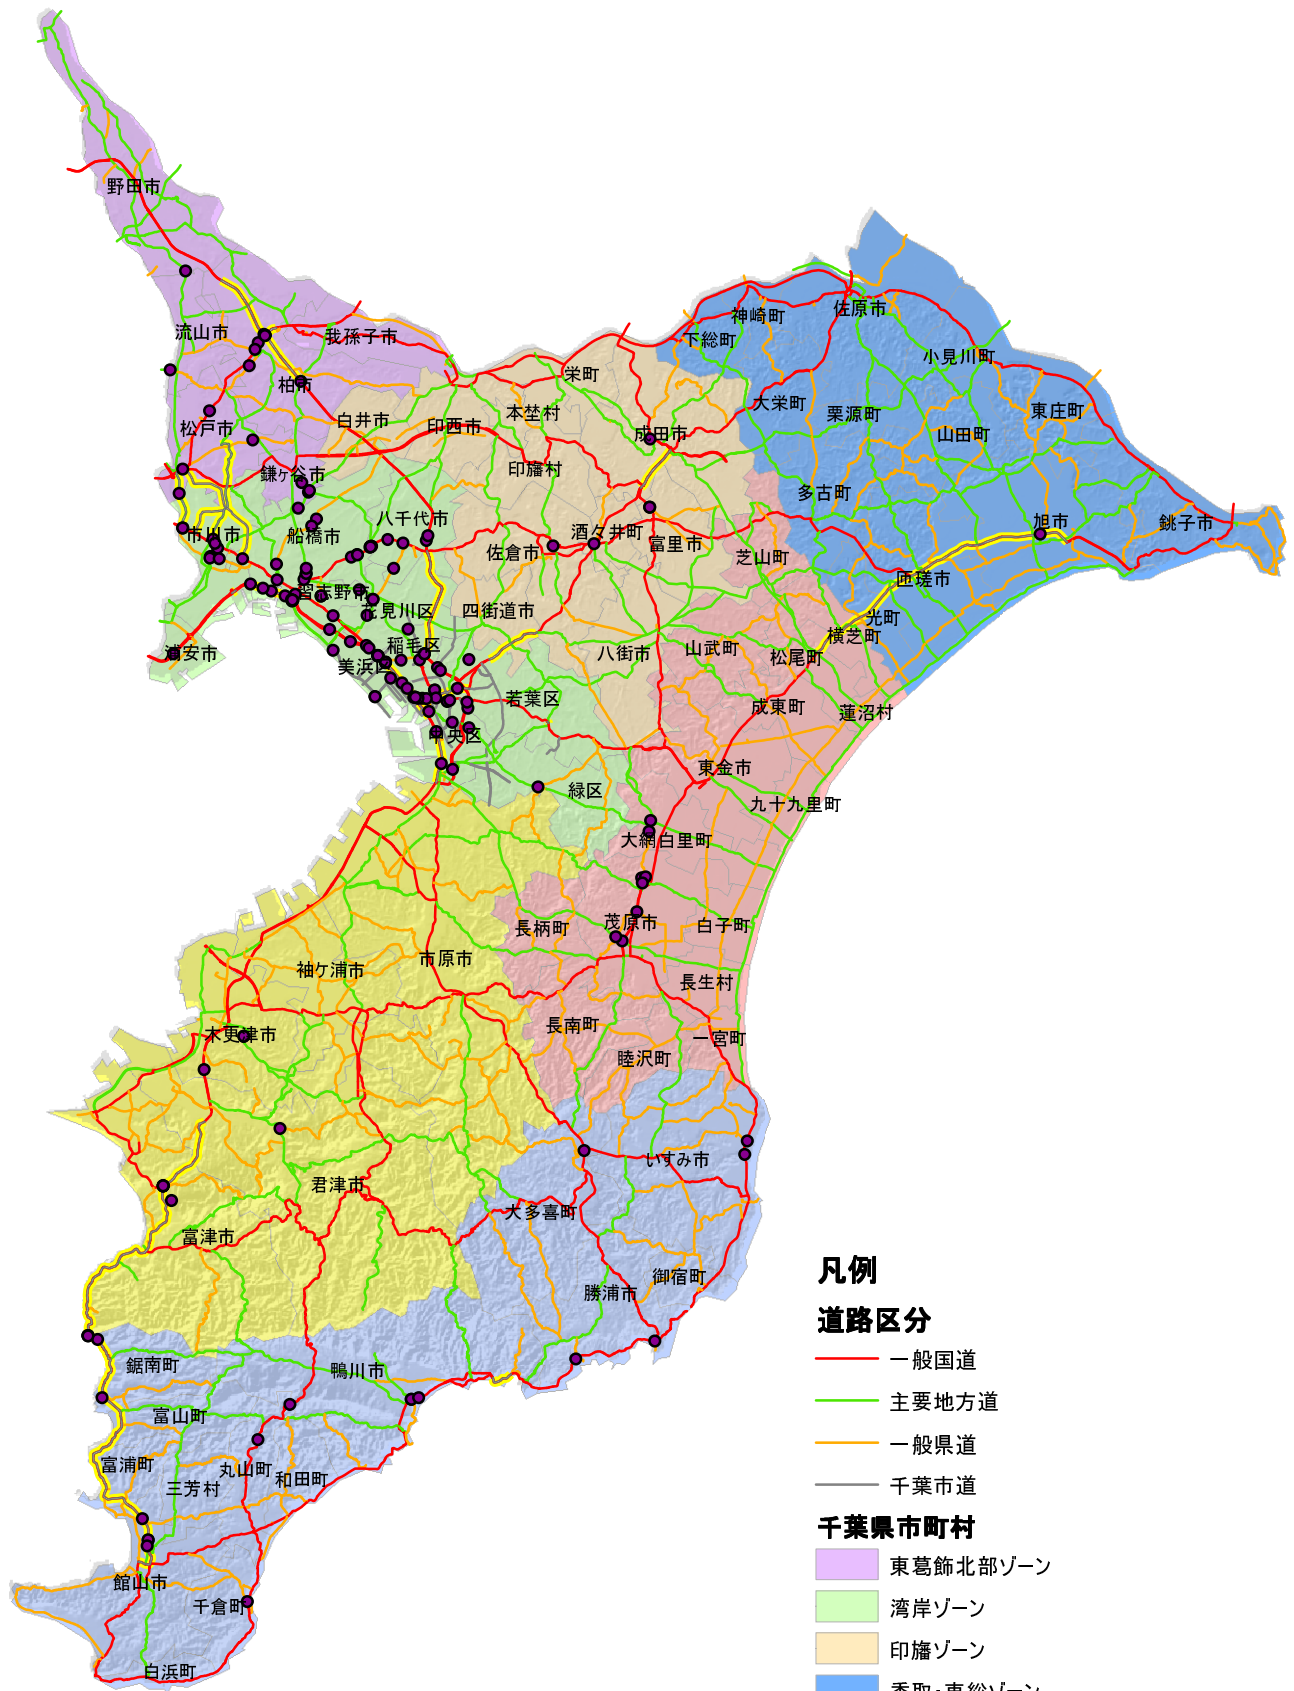 野田市
流山市
我孫子市
柏市
松戸市
白井市
印西市
本埜村
栄町
成田市
下総町
神崎町
佐原市
小見川町
大栄町
栗源町
東庄町
山田町
鎌ヶ谷市
印旛村
多古町
市川市
船橋市
八千代市
佐倉市
酒々井町
富里市
芝山町
旭市
銚子市
匝瑳市
習志野市
花見川区
四街道市
光町
横芝町
浦安市
稲毛区
美浜区
八街市
山武町
松尾町
若葉区
成東町
蓮沼村
中央区
緑区
東金市
九十九里町
大網白里町
長柄町
茂原市
白子町
市原市
袖ケ浦市
長生村
木更津市
長南町
一宮町
睦沢町
いすみ市
君津市
大多喜町
富津市
御宿町
勝浦市
鋸南町
鴨川市
富山町
富浦町
丸山町
和田町
三芳村
館山市
千倉町
白浜町
凡例
道路区分
一般国道
主要地方道
一般県道
千葉市道
千葉県市町村
東葛飾北部ゾーン
湾岸ゾーン
印旛ゾーン
香取・東総ゾーン